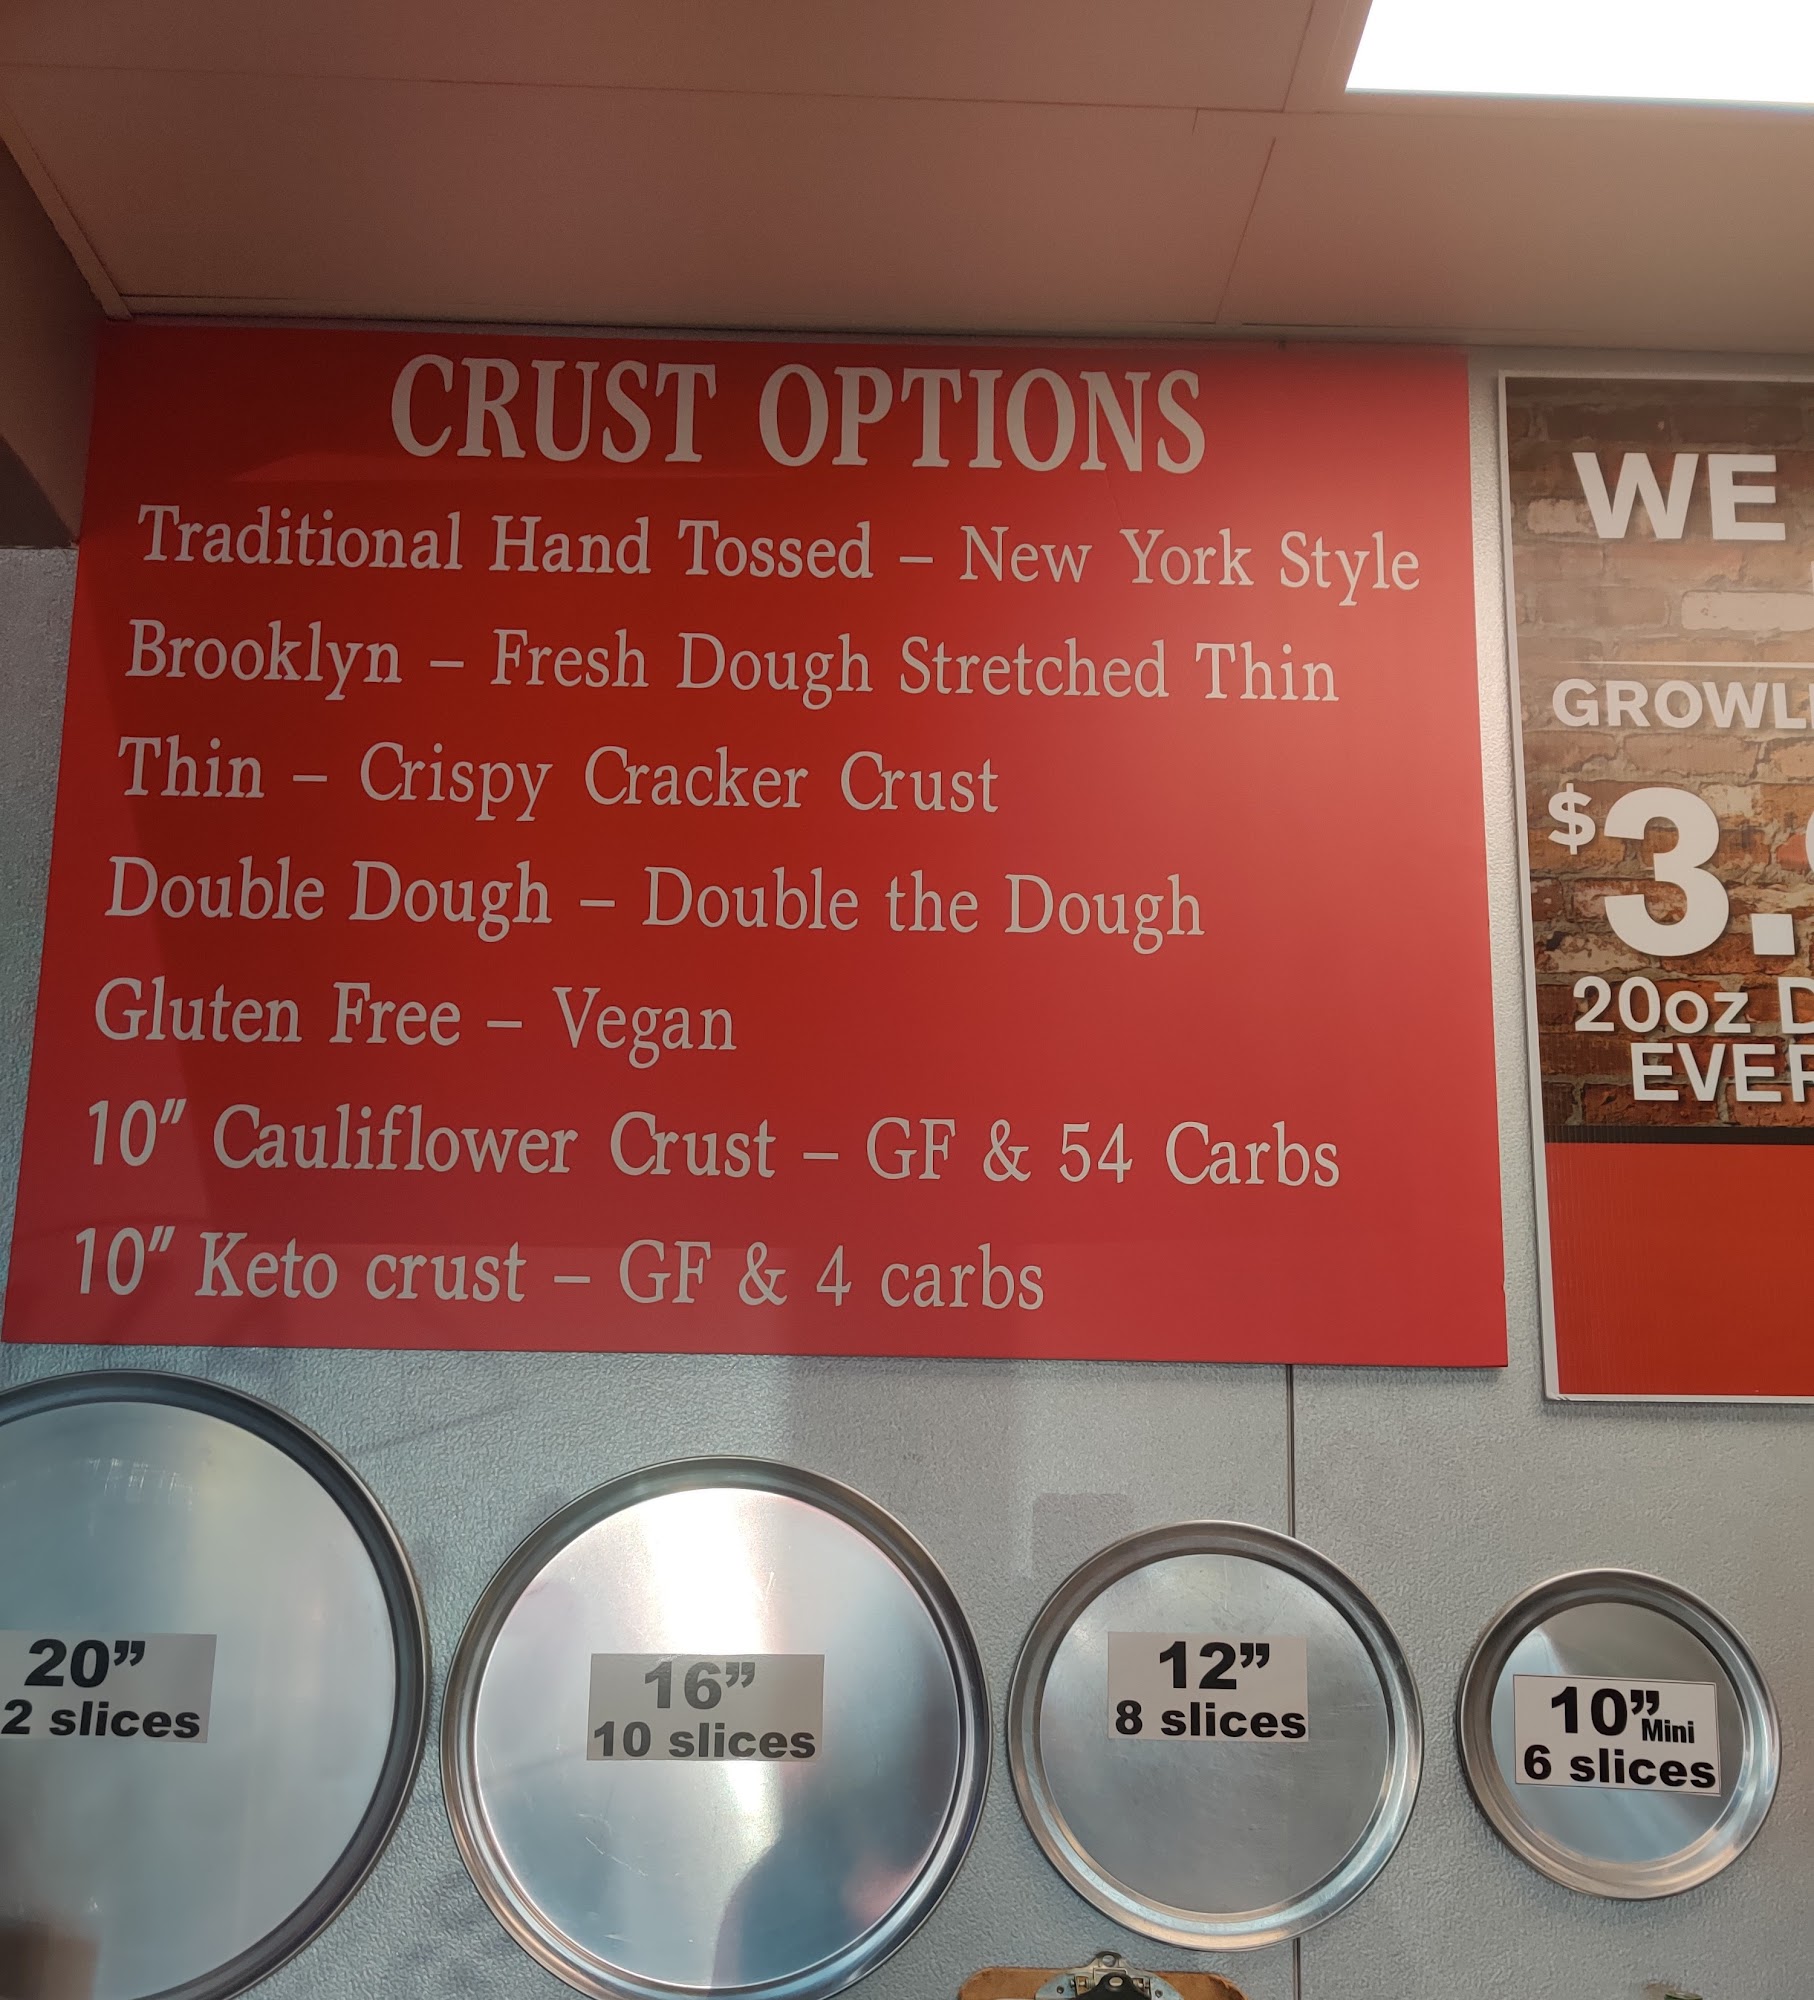 CRUST OPTIONS
Traditional Hand Tossed – New York Style
Brooklyn – Fresh Dough Stretched Thin
Thin – Crispy Cracker Crust
Double Dough – Double the Dough
Gluten Free – Vegan
10" Cauliflower Crust – GF & 54 Carbs
10" Keto crust – GF & 4 carbs
WE
$3.
20oz
20”
2 slices
16”
10 slices
12”
8 slices
10” Mini
6 slices